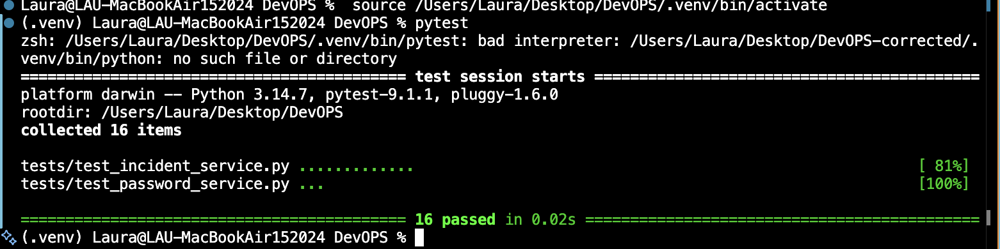 Laura@LAU-MacBookAir152024 DevOPS %  source /Users/Laura/Desktop/DevOPS/.venv/bin/activate
(.venv) Laura@LAU-MacBookAir152024 DevOPS % pytest
zsh: /Users/Laura/Desktop/DevOPS/.venv/bin/pytest: bad interpreter: /Users/Laura/Desktop/DevOPS-corrected/.
venv/bin/python: no such file or directory
=========================================== test session starts ===========================================
platform darwin -- Python 3.14.7, pytest-9.1.1, pluggy-1.6.0
rootdir: /Users/Laura/Desktop/DevOPS
collected 16 items
tests/test_incident_service.py ............. [ 81%]
tests/test_password_service.py ... [100%]
=========================================== 16 passed in 0.02s ============================================
(.venv) Laura@LAU-MacBookAir152024 DevOPS %